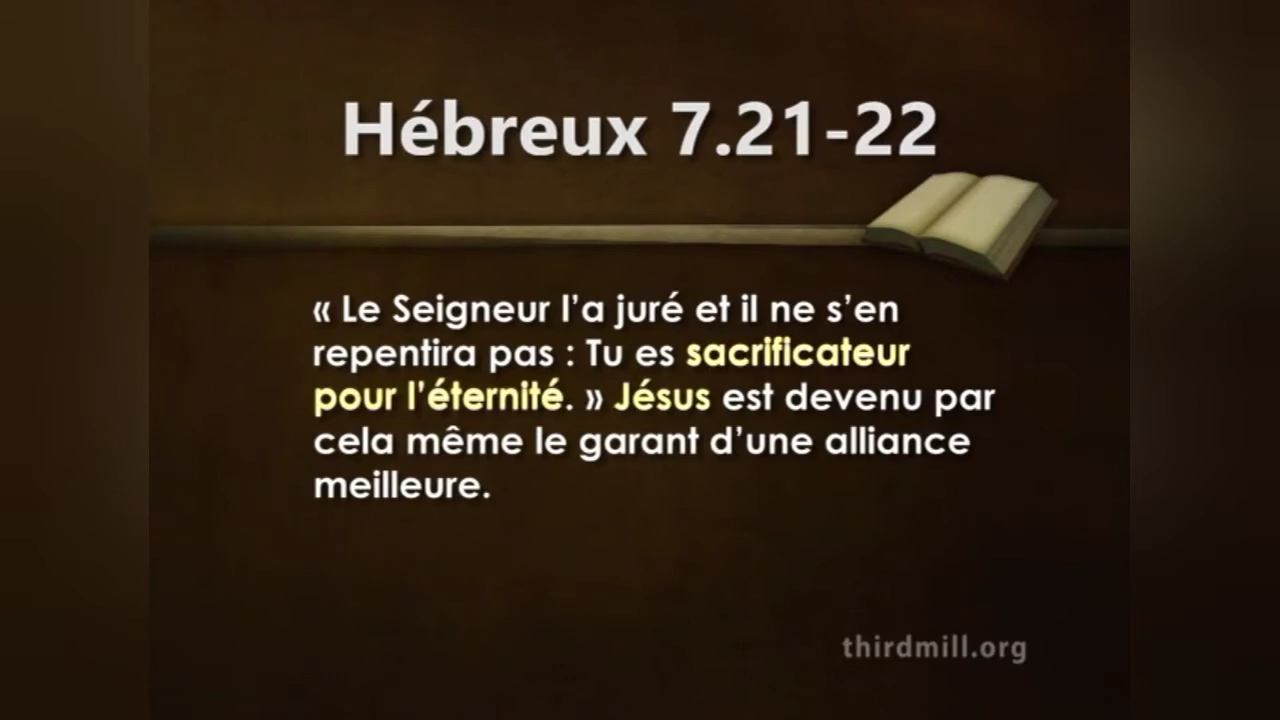 Hébreux 7.21-22
« Le Seigneur l’a juré et il ne s’en
repentira pas : Tu es sacrificateur
pour l’éternité. » Jésus est devenu par
cela même le garant d’une alliance
meilleure.
thirdmill.org